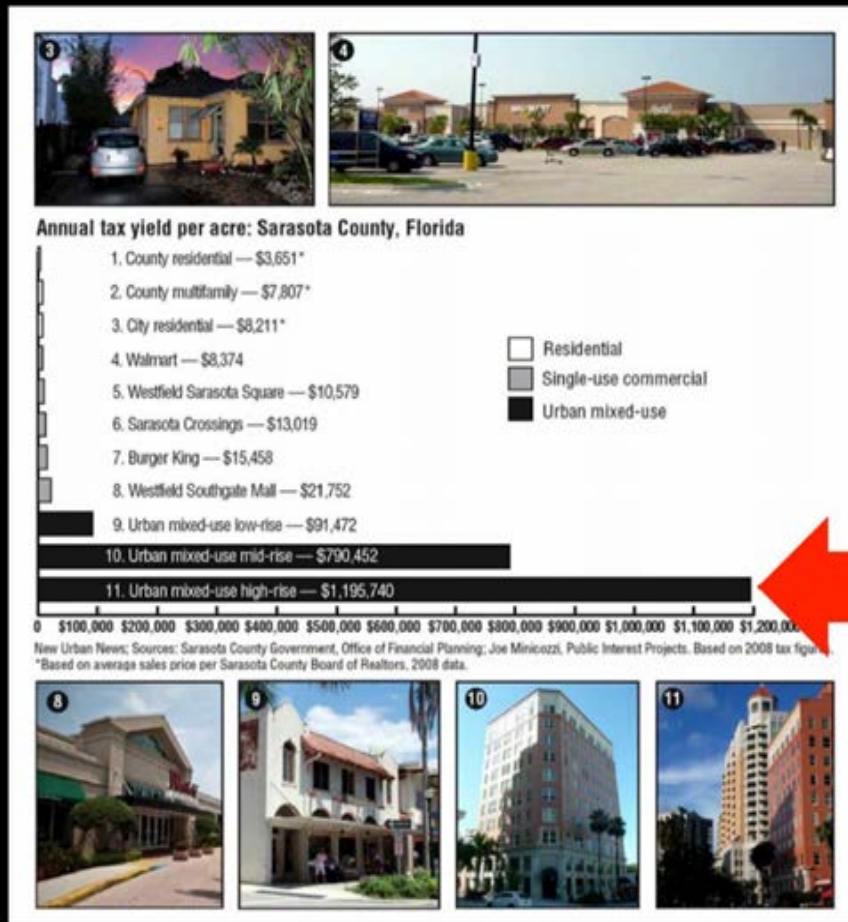 3
4
Annual tax yield per acre: Sarasota County, Florida
1. County residential — $3,651*
2. County multifamily — $7,807*
3. City residential — $8,211*
4. Walmart — $8,374
5. Westfield Sarasota Square — $10,579
6. Sarasota Crossings — $13,019
7. Burger King — $15,458
8. Westfield Southgate Mall — $21,752
9. Urban mixed-use low-rise — $91,472
10. Urban mixed-use mid-rise — $790,452
11. Urban mixed-use high-rise — $1,195,740
Residential
Single-use commercial
Urban mixed-use
0 $100,000 $200,000 $300,000 $400,000 $500,000 $600,000 $700,000 $800,000 $900,000 $1,000,000 $1,100,000 $1,200,000
New Urban News; Sources: Sarasota County Government, Office of Financial Planning; Joe Minicozzi, Public Interest Projects. Based on 2008 tax
*Based on average sales price per Sarasota County Board of Realtors, 2008 data.
8
9
10
11